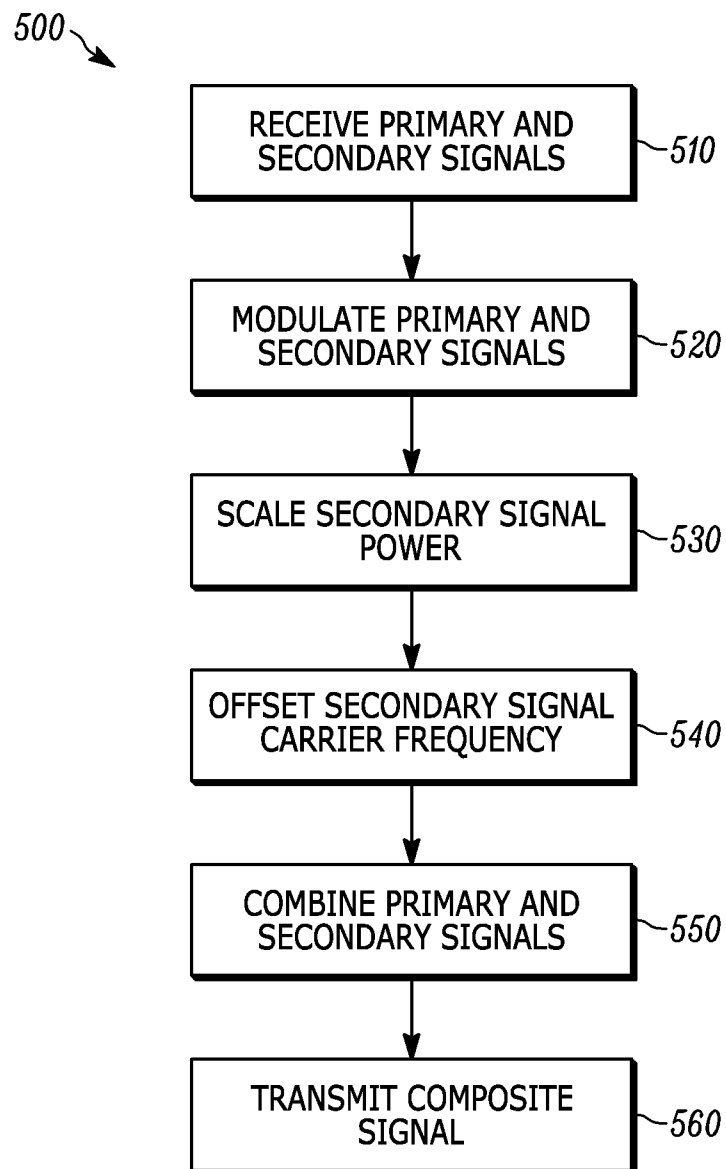 500
RECEIVE PRIMARY AND
SECONDARY SIGNALS
510
MODULATE PRIMARY AND
SECONDARY SIGNALS
520
SCALE SECONDARY SIGNAL
POWER
530
OFFSET SECONDARY SIGNAL
CARRIER FREQUENCY
540
COMBINE PRIMARY AND
SECONDARY SIGNALS
550
TRANSMIT COMPOSITE
SIGNAL
560